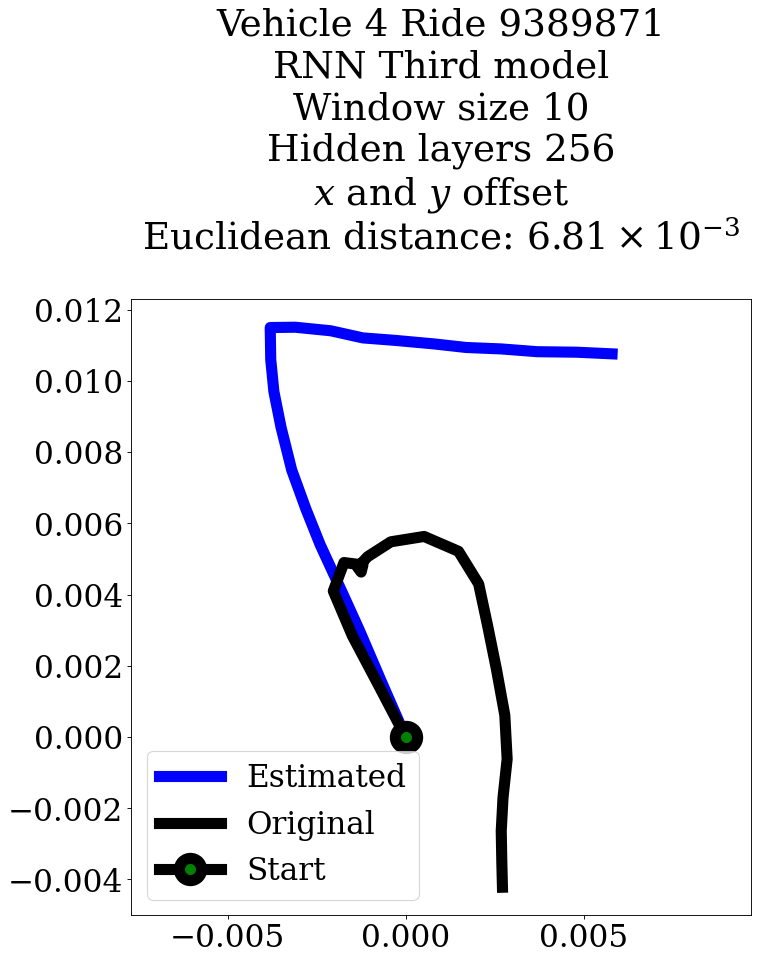 Vehicle 4 Ride 9389871
RNN Third model
Window size 10
Hidden layers 256
x and y offset
Euclidean distance: 6.81 × 10⁻³
0.012
0.010
0.008
0.006
0.004
0.002
0.000
−0.002
−0.004
Estimated
Original
Start
−0.005 0.000 0.005